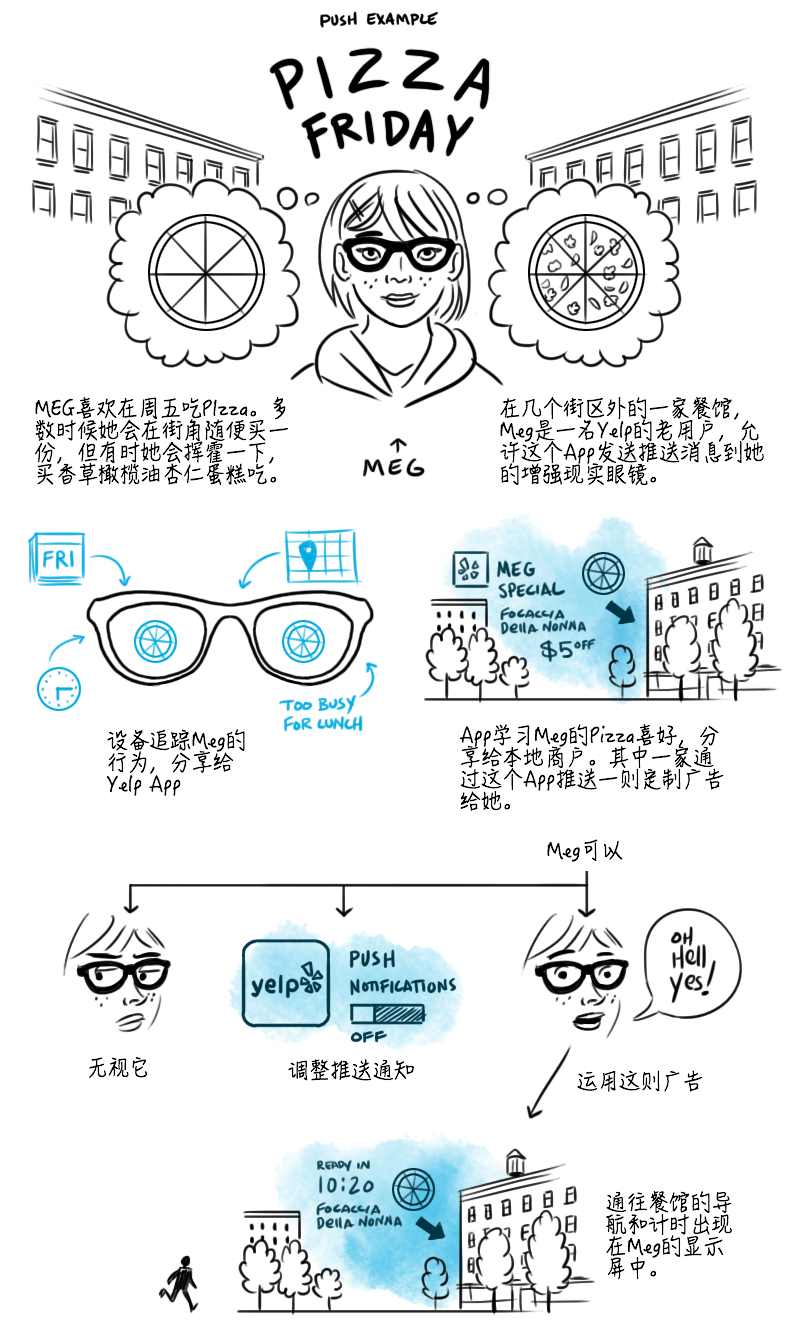 PUSH EXAMPLE
PIZZA
FRIDAY
MEG喜欢在周五吃PIzza。多
数时候她会在街角随便买一
份，但有时她会挥霍一下，
买香草橄榄油杏仁蛋糕吃。
MEG
在几个街区外的一家餐馆，
Meg是一名Yelp的老用户，允
许这个App发送推送消息到她
的增强现实眼镜。
FRI
TOO BUSY
FOR LUNCH
设备追踪Meg的
行为，分享给
Yelp App
MEG
SPECIAL
FOCACCIA
DELLA NONNA
$5 OFF
App学习Meg的Pizza喜好，分
享给本地商户。其中一家通
过这个App推送一则定制广告
给她。
Meg可以
yelp
PUSH
NOTIFICATIONS
OFF
OH
Hell
yes!
无视它
调整推送通知
运用这则广告
READY IN
10:20
FOCACCIA
DELLA NONNA
通往餐馆的导
航和计时出现
在Meg的显示
屏中。